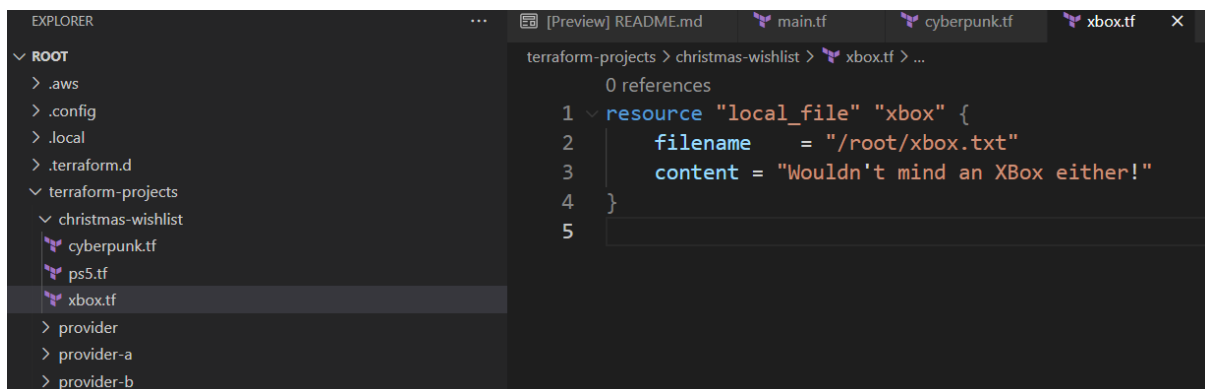 EXPLORER
...
[Preview] README.md
main.tf
cyberpunk.tf
xbox.tf
ROOT
.aws
.config
.local
.terraform.d
terraform-projects
christmas-wishlist
cyberpunk.tf
ps5.tf
xbox.tf
provider
provider-a
provider-b
terraform-projects > christmas-wishlist > xbox.tf > ...
0 references
1 resource "local_file" "xbox" {
2 filename = "/root/xbox.txt"
3 content = "Wouldn't mind an XBox either!"
4 }
5